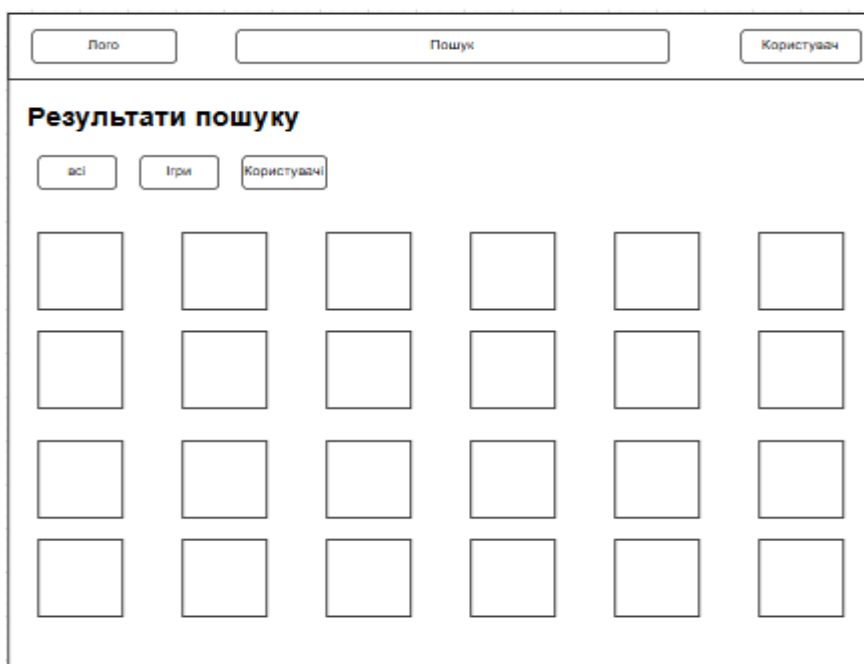 Лого
Пошук
Користувач
Результати пошуку
всі
Ігри
Користувачі